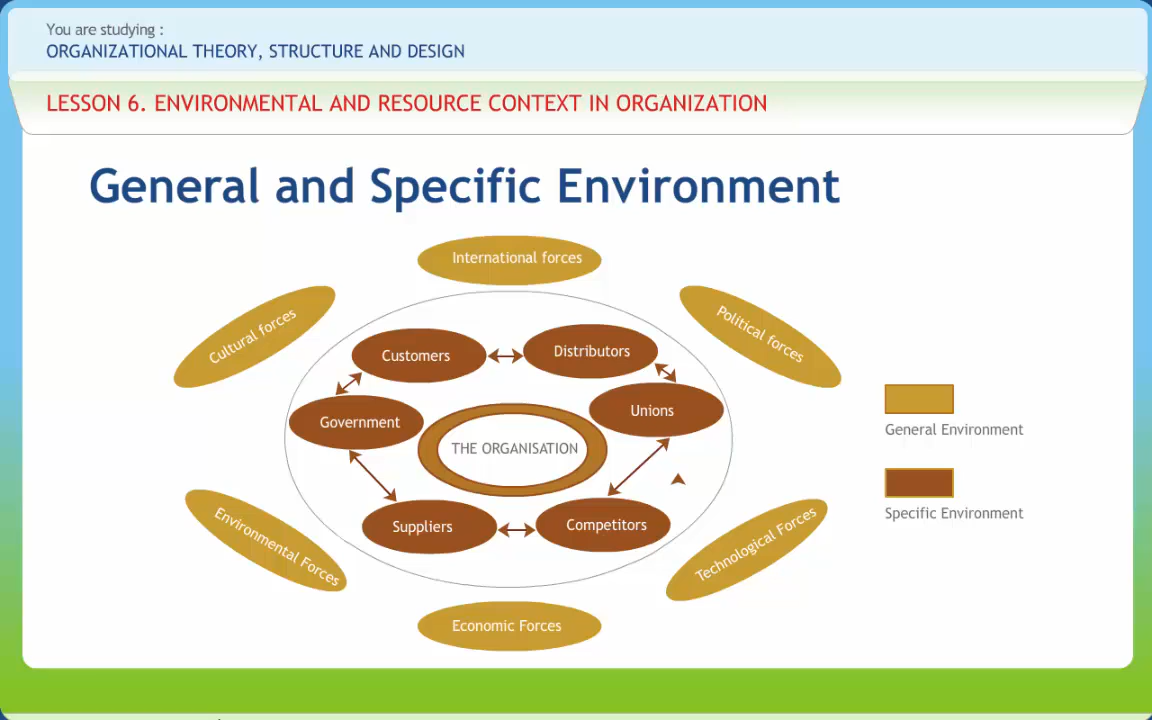 You are studying :
ORGANIZATIONAL THEORY, STRUCTURE AND DESIGN
LESSON 6. ENVIRONMENTAL AND RESOURCE CONTEXT IN ORGANIZATION
General and Specific Environment
International forces
Cultural forces
Political forces
Customers
Distributors
Government
Unions
THE ORGANISATION
General Environment
Suppliers
Competitors
Specific Environment
Environmental Forces
Technological Forces
Economic Forces